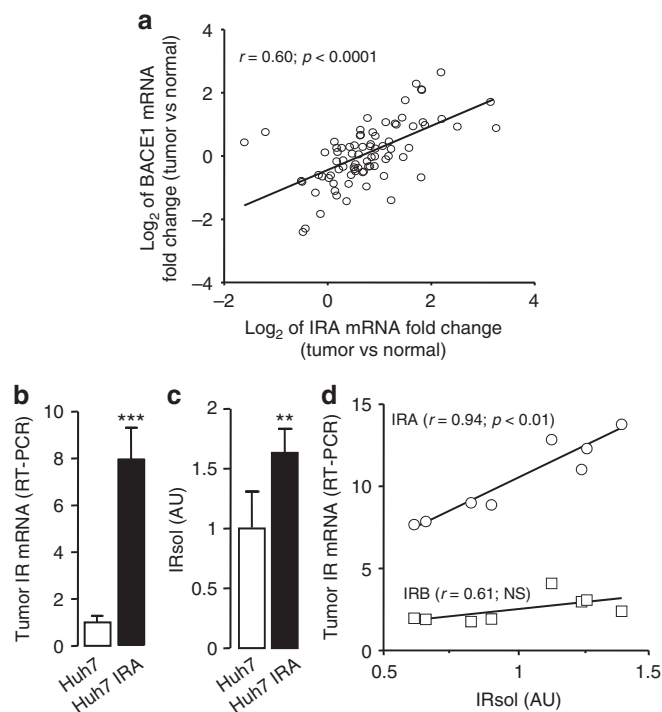 a
4
2
0
−2
−4
r = 0.60; p < 0.0001
Log2 of BACE1 mRNA
fold change (tumor vs normal)
−2
0
2
4
Log2 of IRA mRNA fold change
(tumor vs normal)
b
Tumor IR mRNA (RT-PCR)
10
8
6
4
2
0
***
Huh7
Huh7 IRA
c
IRsol (AU)
2
1.5
1
0.5
0
**
Huh7
Huh7 IRA
d
Tumor IR mRNA (RT-PCR)
15
10
5
0
IRA (r = 0.94; p < 0.01)
IRB (r = 0.61; NS)
0.5
1
1.5
IRsol (AU)